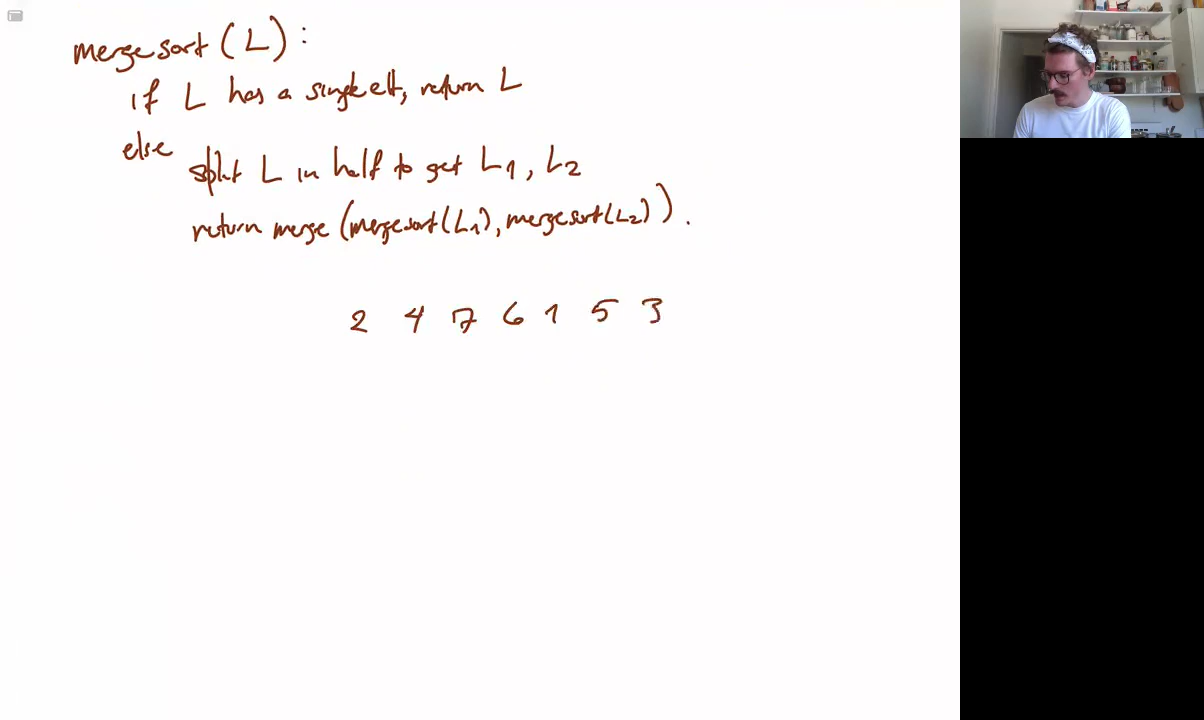 mergesort (L):
if L has a single elt, return L
else
split L in half to get L1, L2
return merge (mergesort(L1), mergesort(L2)).
2 4 7 6 1 5 3